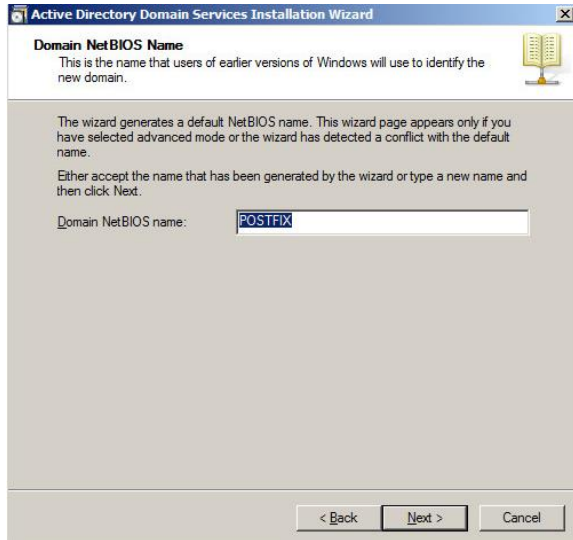 Active Directory Domain Services Installation Wizard
Domain NetBIOS Name
This is the name that users of earlier versions of Windows will use to identify the
new domain.
The wizard generates a default NetBIOS name. This wizard page appears only if you
have selected advanced mode or the wizard has detected a conflict with the default
name.
Either accept the name that has been generated by the wizard or type a new name and
then click Next.
Domain NetBIOS name: POSTFIX
< Back Next > Cancel